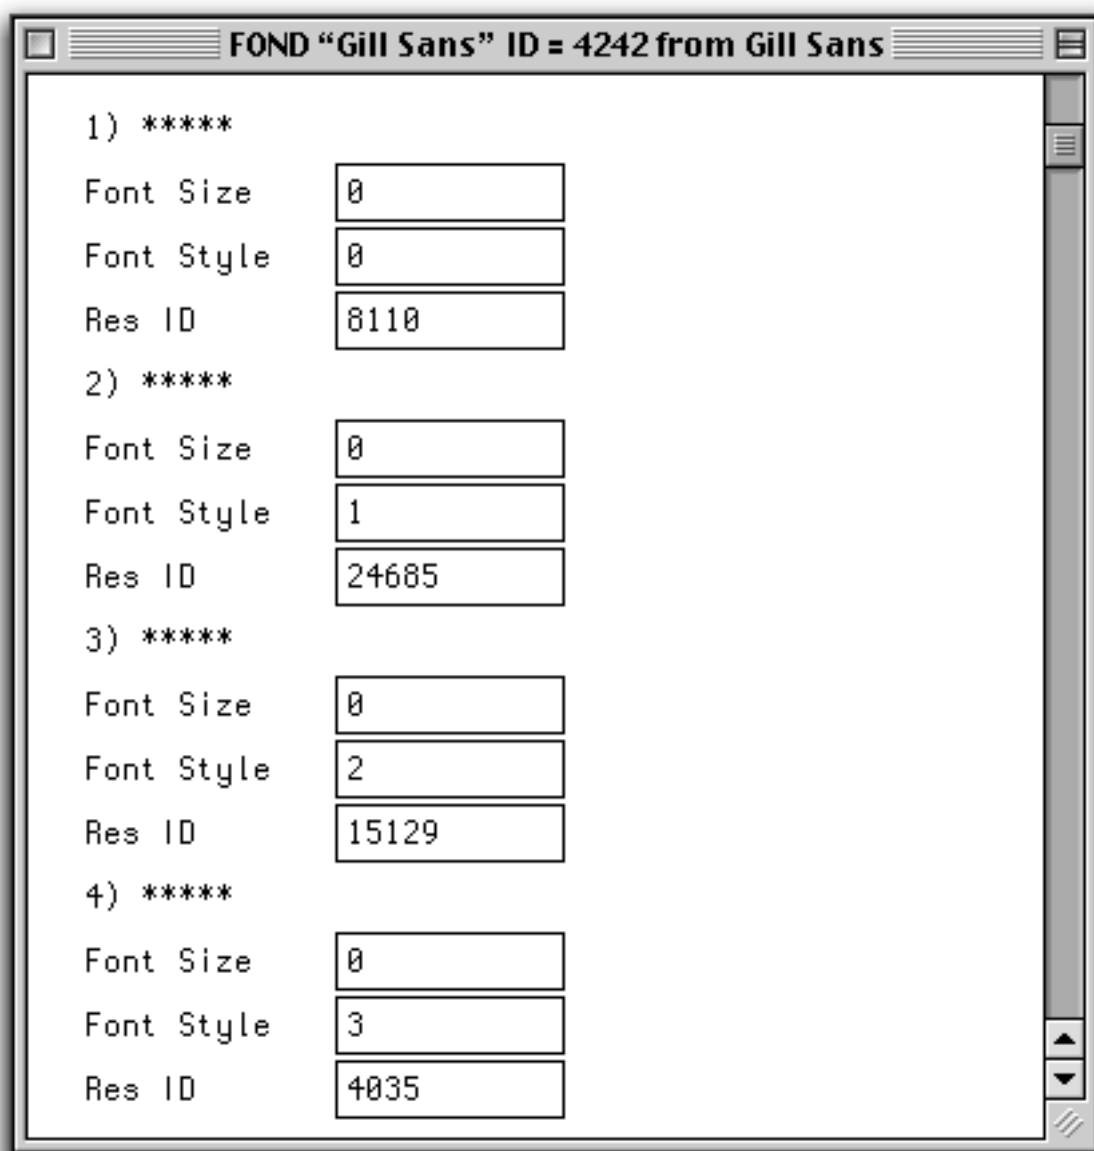 FOND “Gill Sans” ID = 4242 from Gill Sans
1) *****
Font Size 0
Font Style 0
Res ID 8110
2) *****
Font Size 0
Font Style 1
Res ID 24685
3) *****
Font Size 0
Font Style 2
Res ID 15129
4) *****
Font Size 0
Font Style 3
Res ID 4035